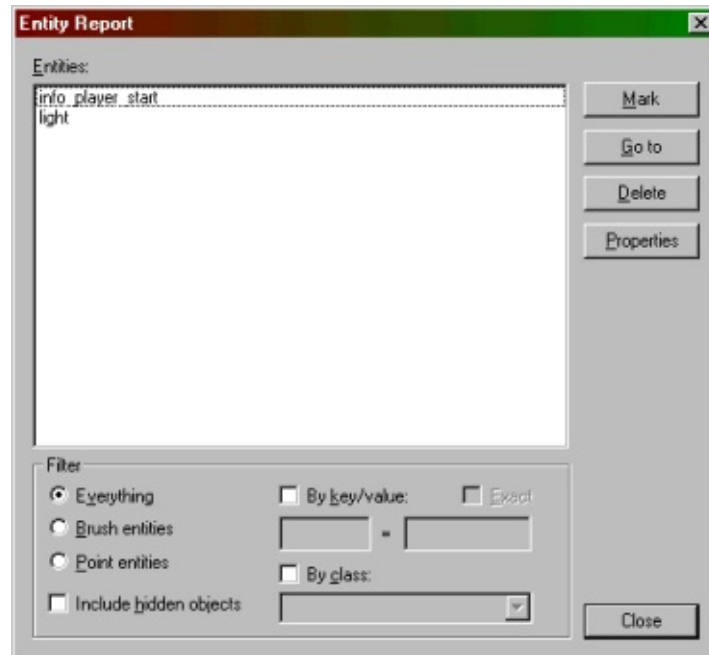 Entity Report
Entities:
info_player_start
light
Mark
Go to
Delete
Properties
Filter
Everything
Brush entities
Point entities
Include hidden objects
By key/value:
Exact
=
By class:
Close